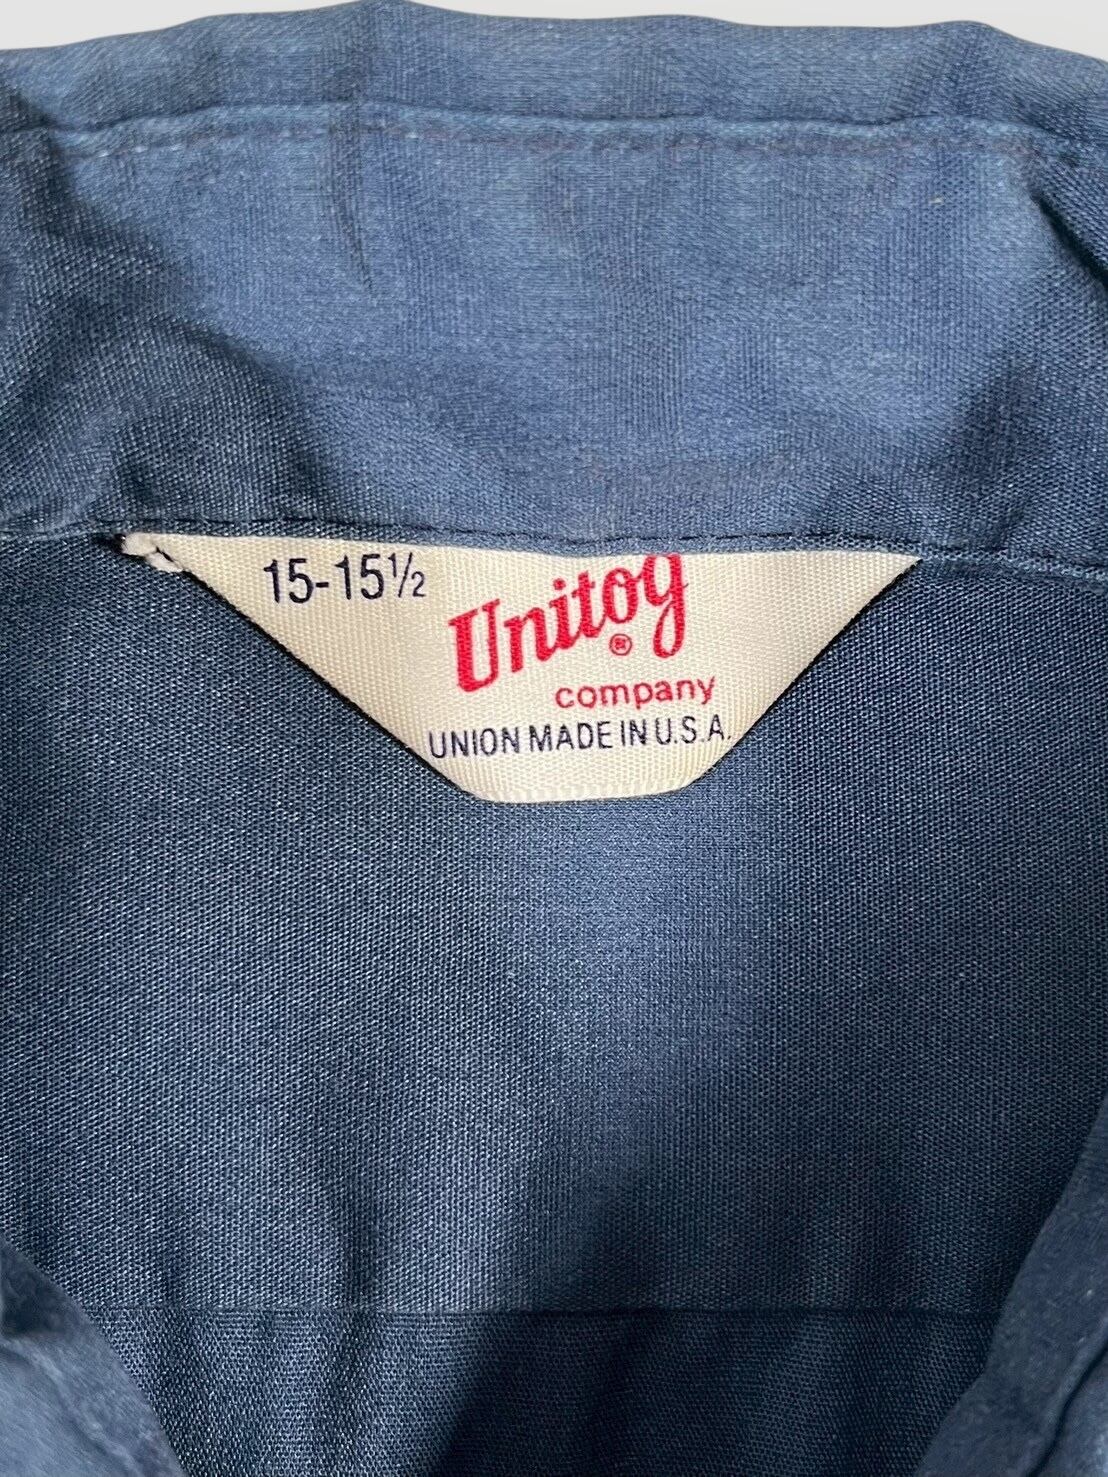 15-15½
Unitog
®
company
UNION MADE IN U.S.A.